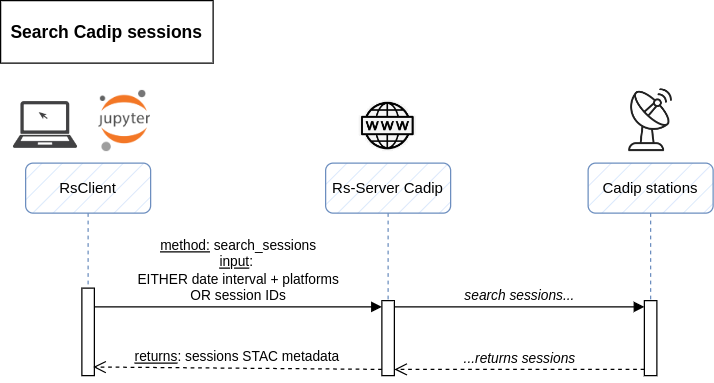 Search Cadip sessions
jupyter
WWW
RsClient
Rs-Server Cadip
Cadip stations
method: search_sessions
input:
EITHER date interval + platforms
OR session IDs
search sessions...
returns: sessions STAC metadata
...returns sessions